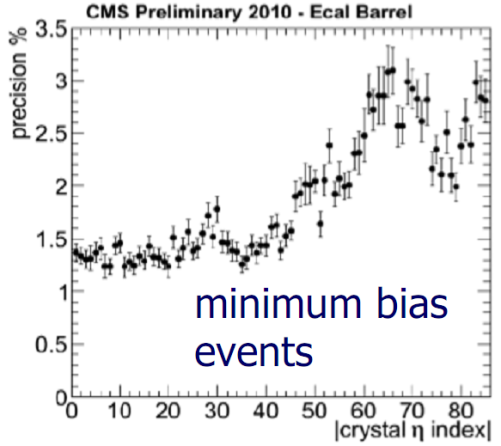 CMS Preliminary 2010 - Ecal Barrel
precision %
3.5
3
2.5
2
1.5
1
0.5
0
minimum bias
events
0 10 20 30 40 50 60 70 80
|crystal η index|